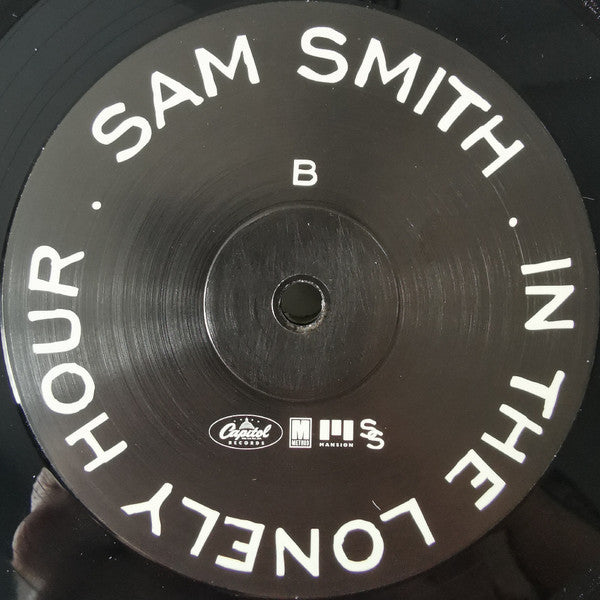 SAM SMITH · IN THE LONELY HOUR ·
B
Capitol
RECORDS
M
METHOD
MANSION
SS